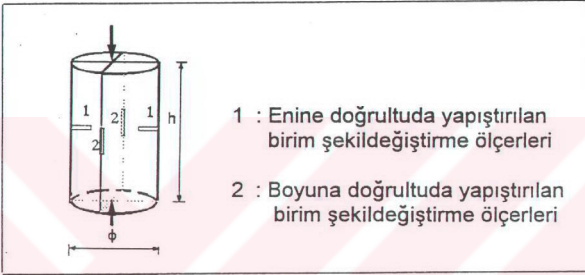 1
1
2
2
h
ϕ
1 : Enine doğrultuda yapıştırılan
birim şekildeğiştirme ölçerleri
2 : Boyuna doğrultuda yapıştırılan
birim şekildeğiştirme ölçerleri